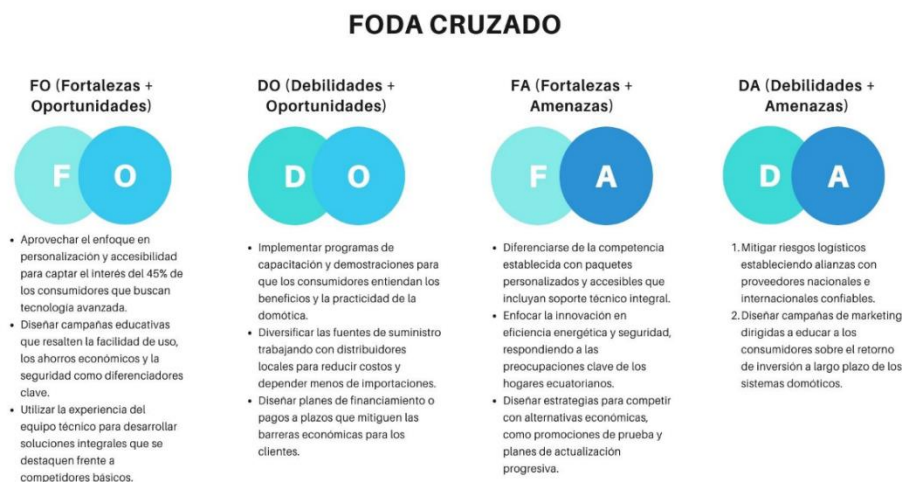 FODA CRUZADO
FO (Fortalezas +
Oportunidades)
F O
• Aprovechar el enfoque en
personalización y accesibilidad
para captar el interés del 45% de
los consumidores que buscan
tecnología avanzada.
• Diseñar campañas educativas
que resalten la facilidad de uso,
los ahorros económicos y la
seguridad como diferenciadores
clave.
• Utilizar la experiencia del
equipo técnico para desarrollar
soluciones integrales que se
destaquen frente a
competidores básicos.
DO (Debilidades +
Oportunidades)
D O
• Implementar programas de
capacitación y demostraciones para
que los consumidores entiendan los
beneficios y la practicidad de la
domótica.
• Diversificar las fuentes de suministro
trabajando con distribuidores
locales para reducir costos y
depender menos de importaciones.
• Diseñar planes de financiamiento o
pagos a plazos que mitiguen las
barreras económicas para los
clientes.
FA (Fortalezas +
Amenazas)
F A
• Diferenciarse de la competencia
establecida con paquetes
personalizados y accesibles que
incluyan soporte técnico integral.
• Enfocar la innovación en
eficiencia energética y seguridad,
respondiendo a las
preocupaciones clave de los
hogares ecuatorianos.
• Diseñar estrategias para competir
con alternativas económicas,
como promociones de prueba y
planes de actualización
progresiva.
DA (Debilidades +
Amenazas)
D A
1. Mitigar riesgos logísticos
estableciendo alianzas con
proveedores nacionales e
internacionales confiables.
2. Diseñar campañas de marketing
dirigidas a educar a los
consumidores sobre el retorno
de inversión a largo plazo de los
sistemas domóticos.